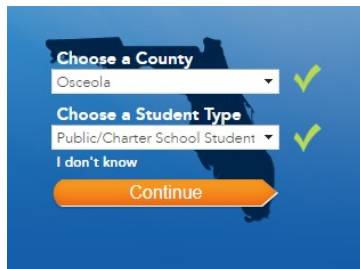 Choose a County
Osceola
Choose a Student Type
Public/Charter School Student
I don't know
Continue